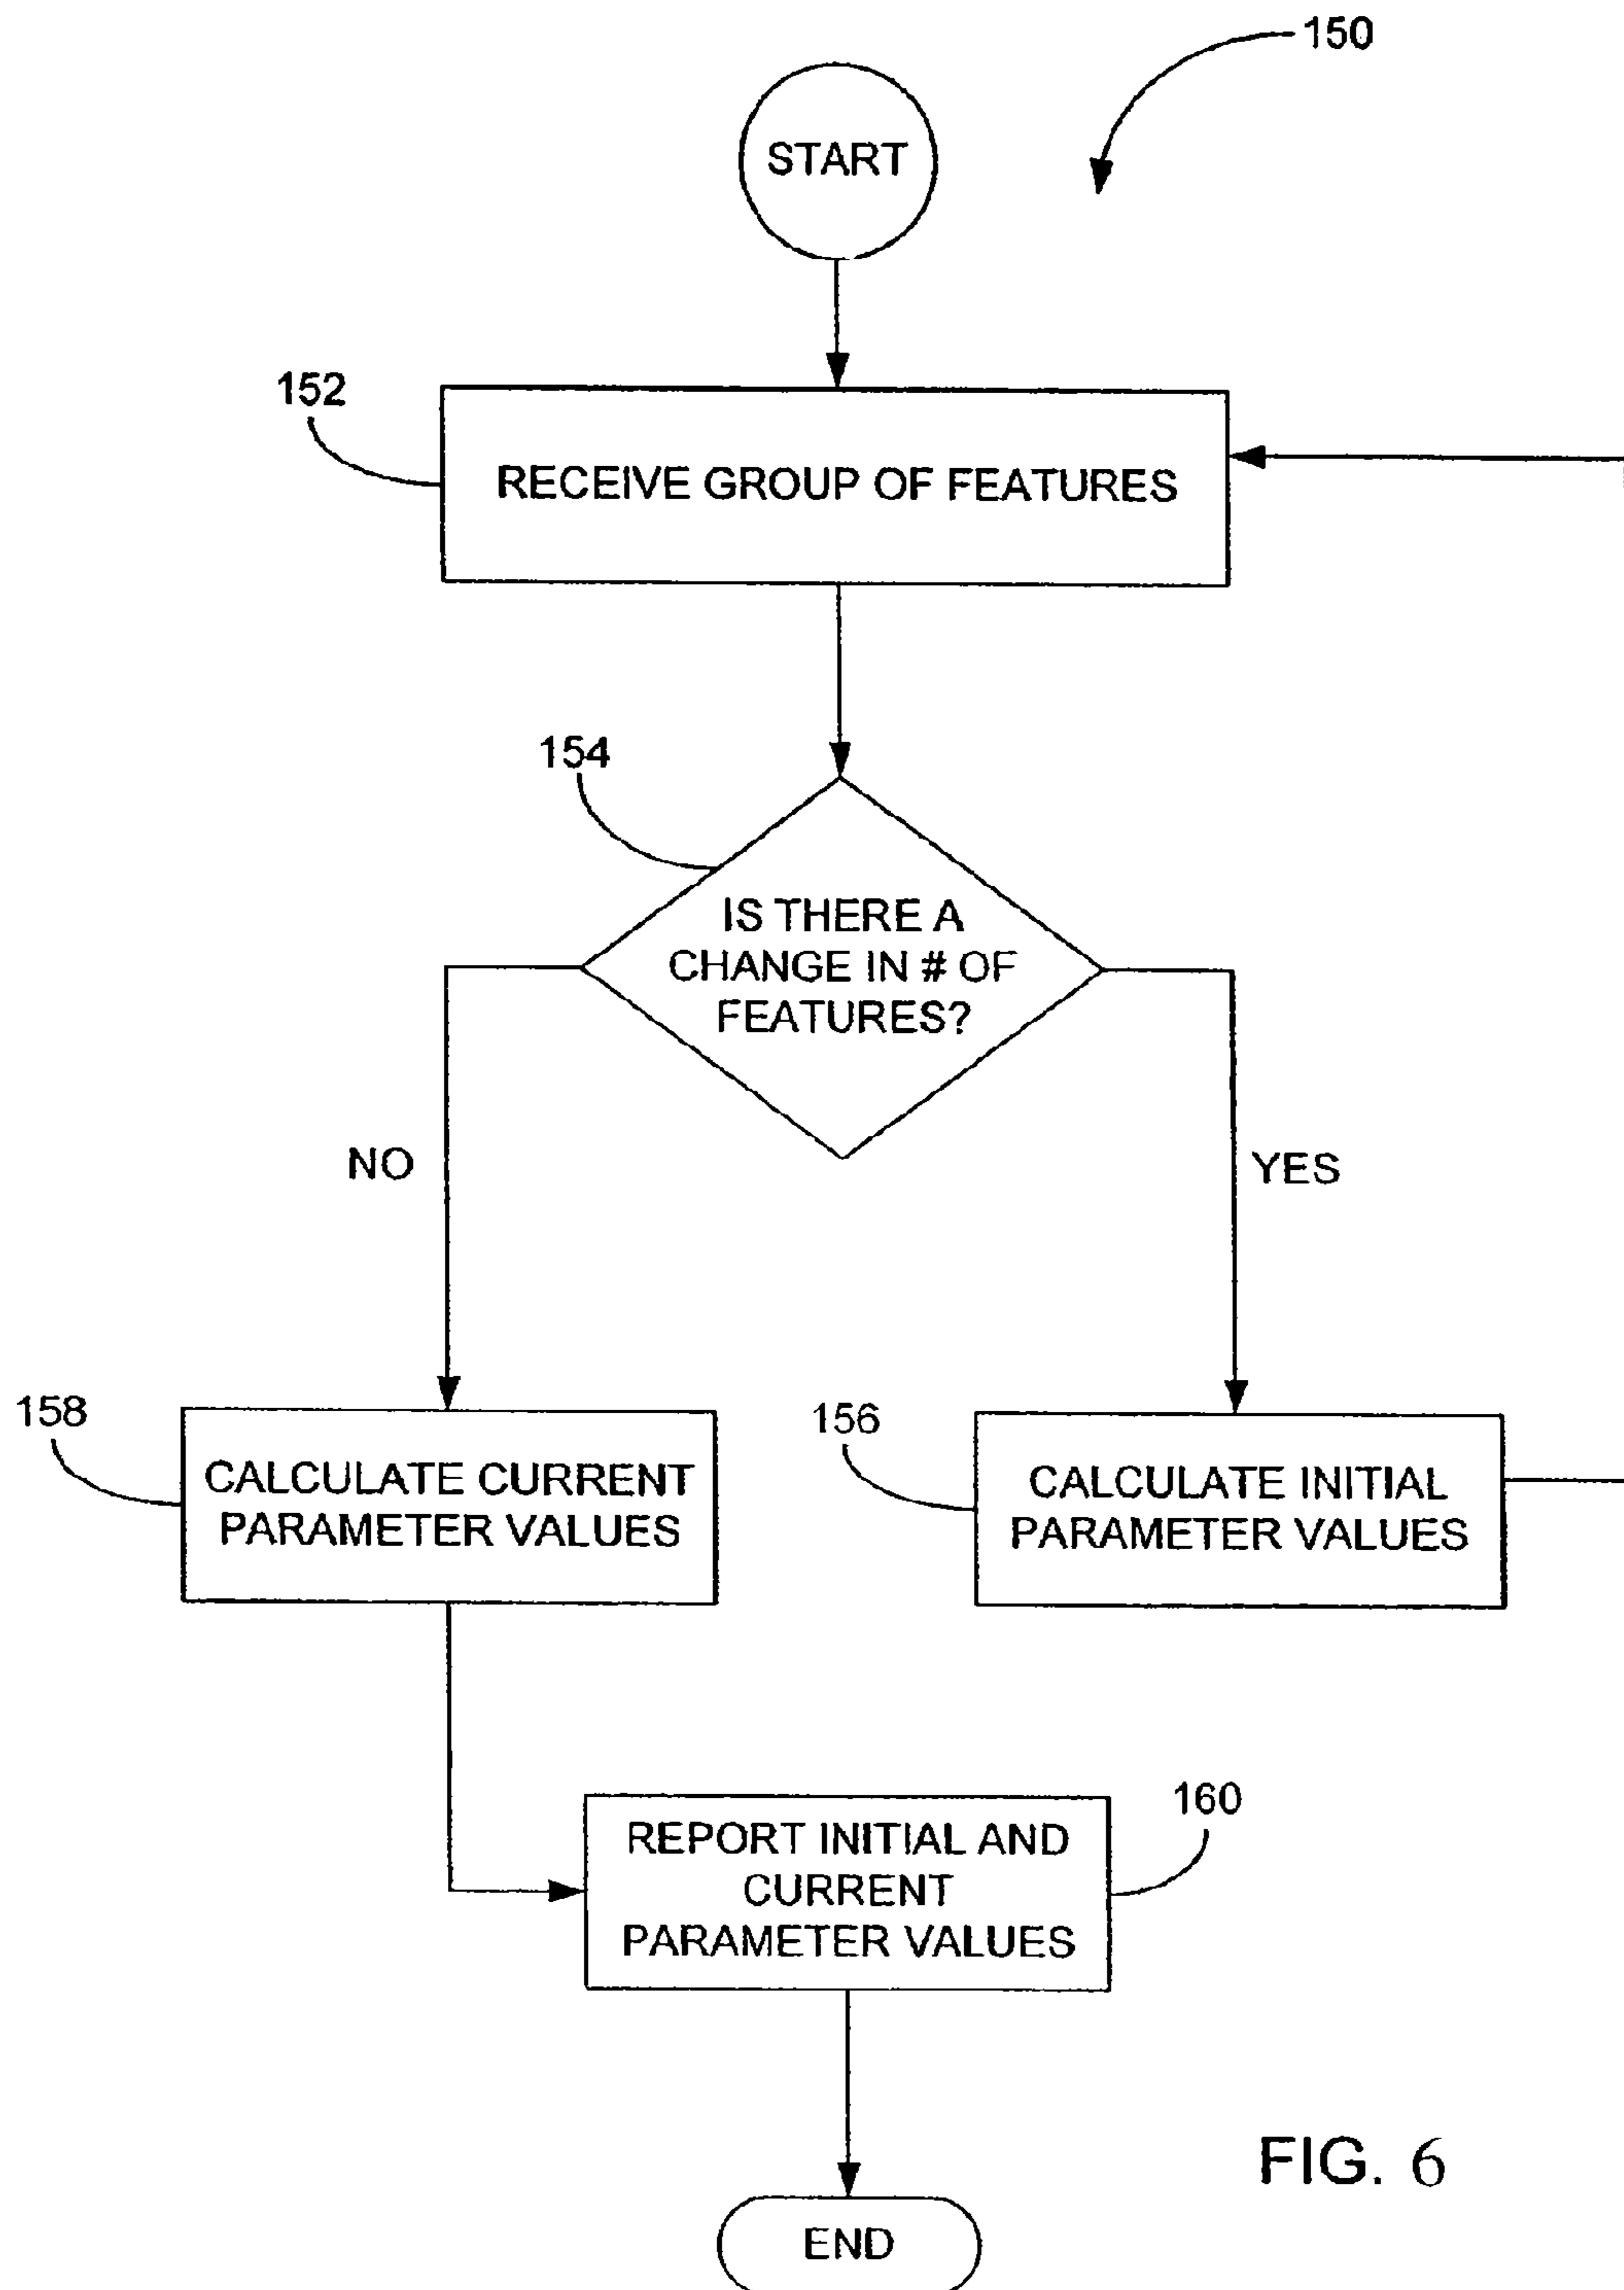 150
START
152
RECEIVE GROUP OF FEATURES
154
IS THERE A
CHANGE IN # OF
FEATURES?
NO
YES
158
CALCULATE CURRENT
PARAMETER VALUES
156
CALCULATE INITIAL
PARAMETER VALUES
160
REPORT INITIAL AND
CURRENT
PARAMETER VALUES
FIG. 6
END